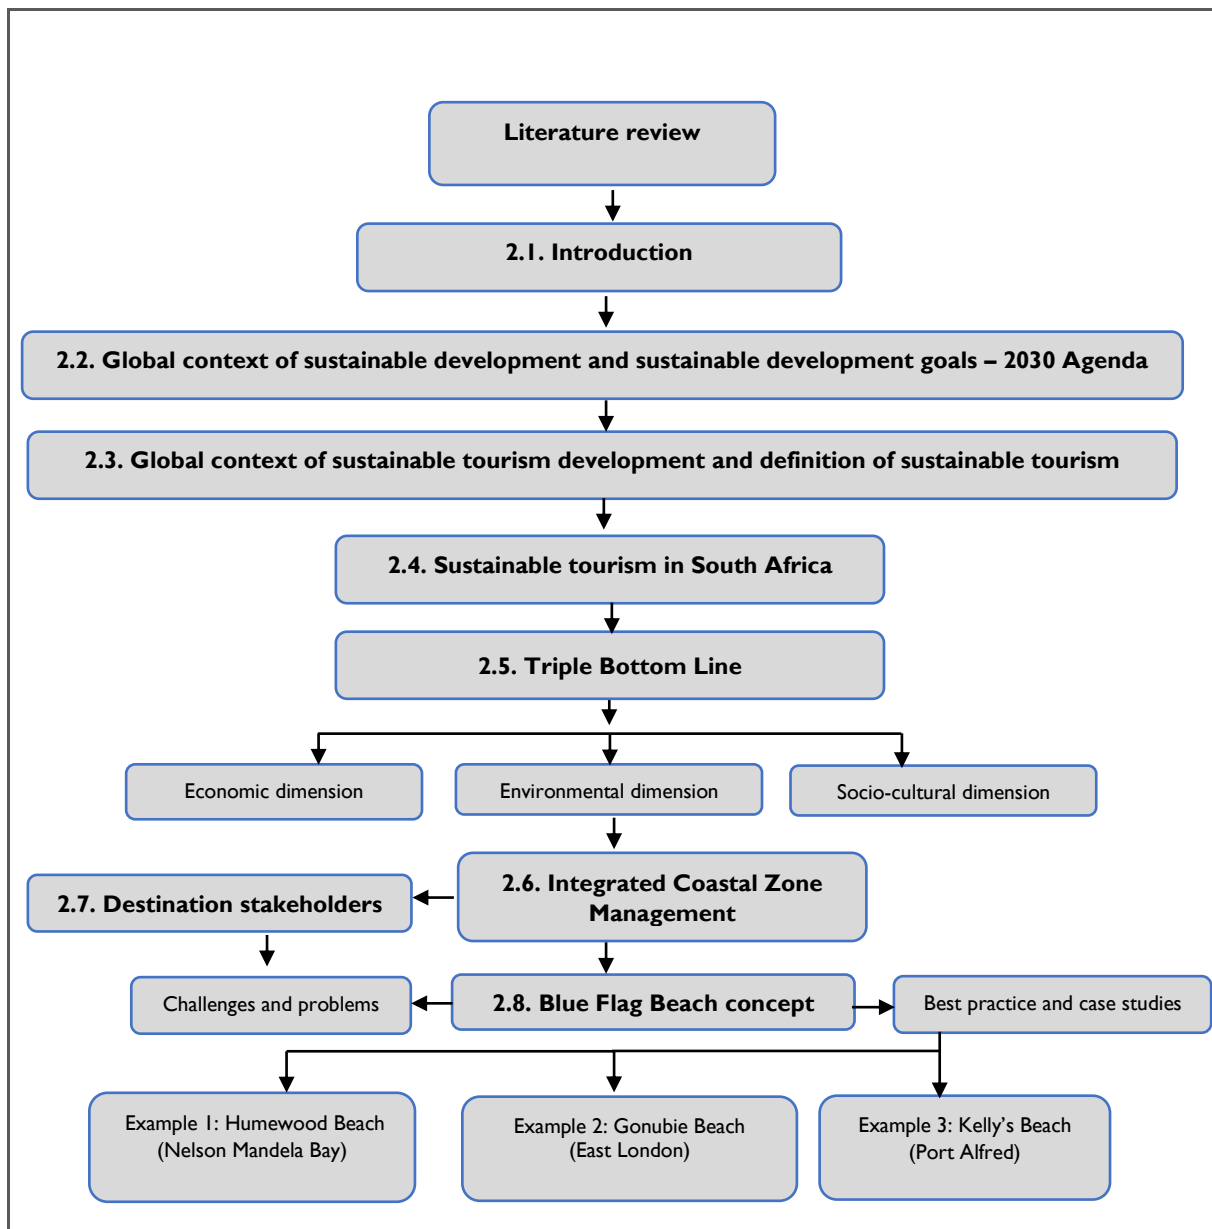 Literature review
2.1. Introduction
2.2. Global context of sustainable development and sustainable development goals – 2030 Agenda
2.3. Global context of sustainable tourism development and definition of sustainable tourism
2.4. Sustainable tourism in South Africa
2.5. Triple Bottom Line
Economic dimension
Environmental dimension
Socio-cultural dimension
2.6. Integrated Coastal Zone
Management
2.7. Destination stakeholders
Challenges and problems
2.8. Blue Flag Beach concept
Best practice and case studies
Example 1: Humewood Beach
(Nelson Mandela Bay)
Example 2: Gonubie Beach
(East London)
Example 3: Kelly’s Beach
(Port Alfred)